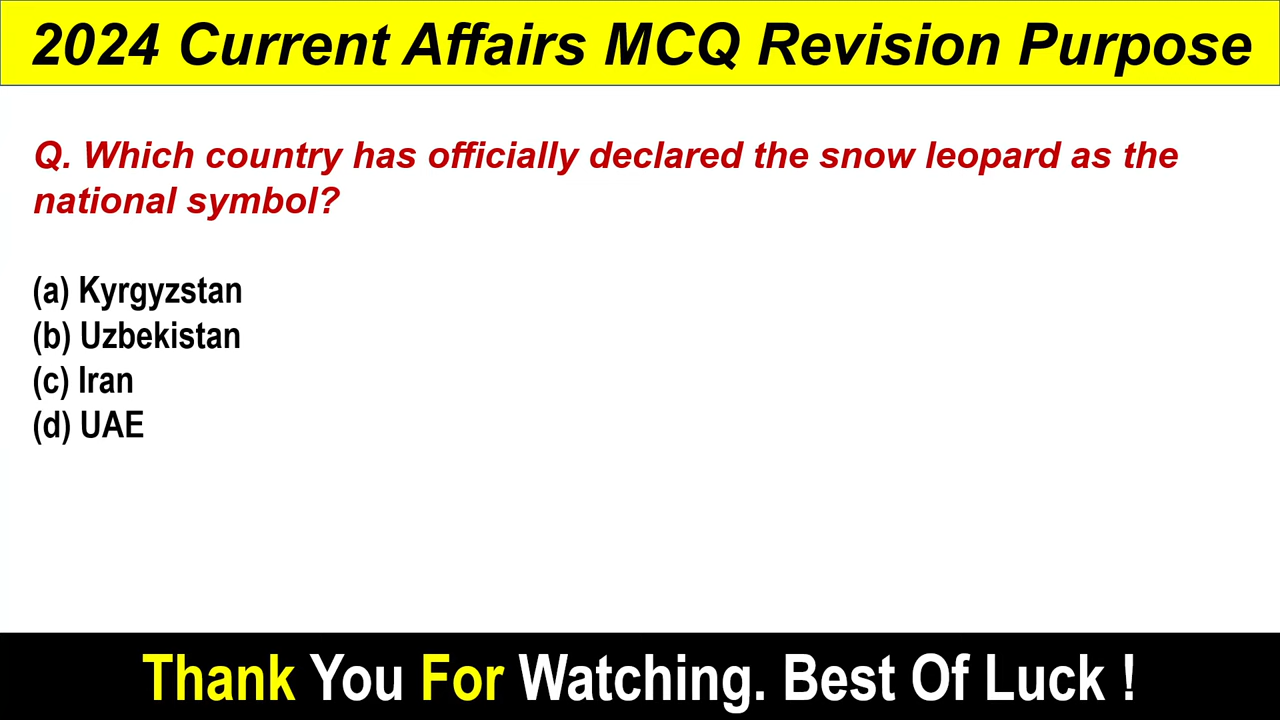 2024 Current Affairs MCQ Revision Purpose
Q. Which country has officially declared the snow leopard as the
national symbol?
(a) Kyrgyzstan
(b) Uzbekistan
(c) Iran
(d) UAE
Thank You For Watching. Best Of Luck !